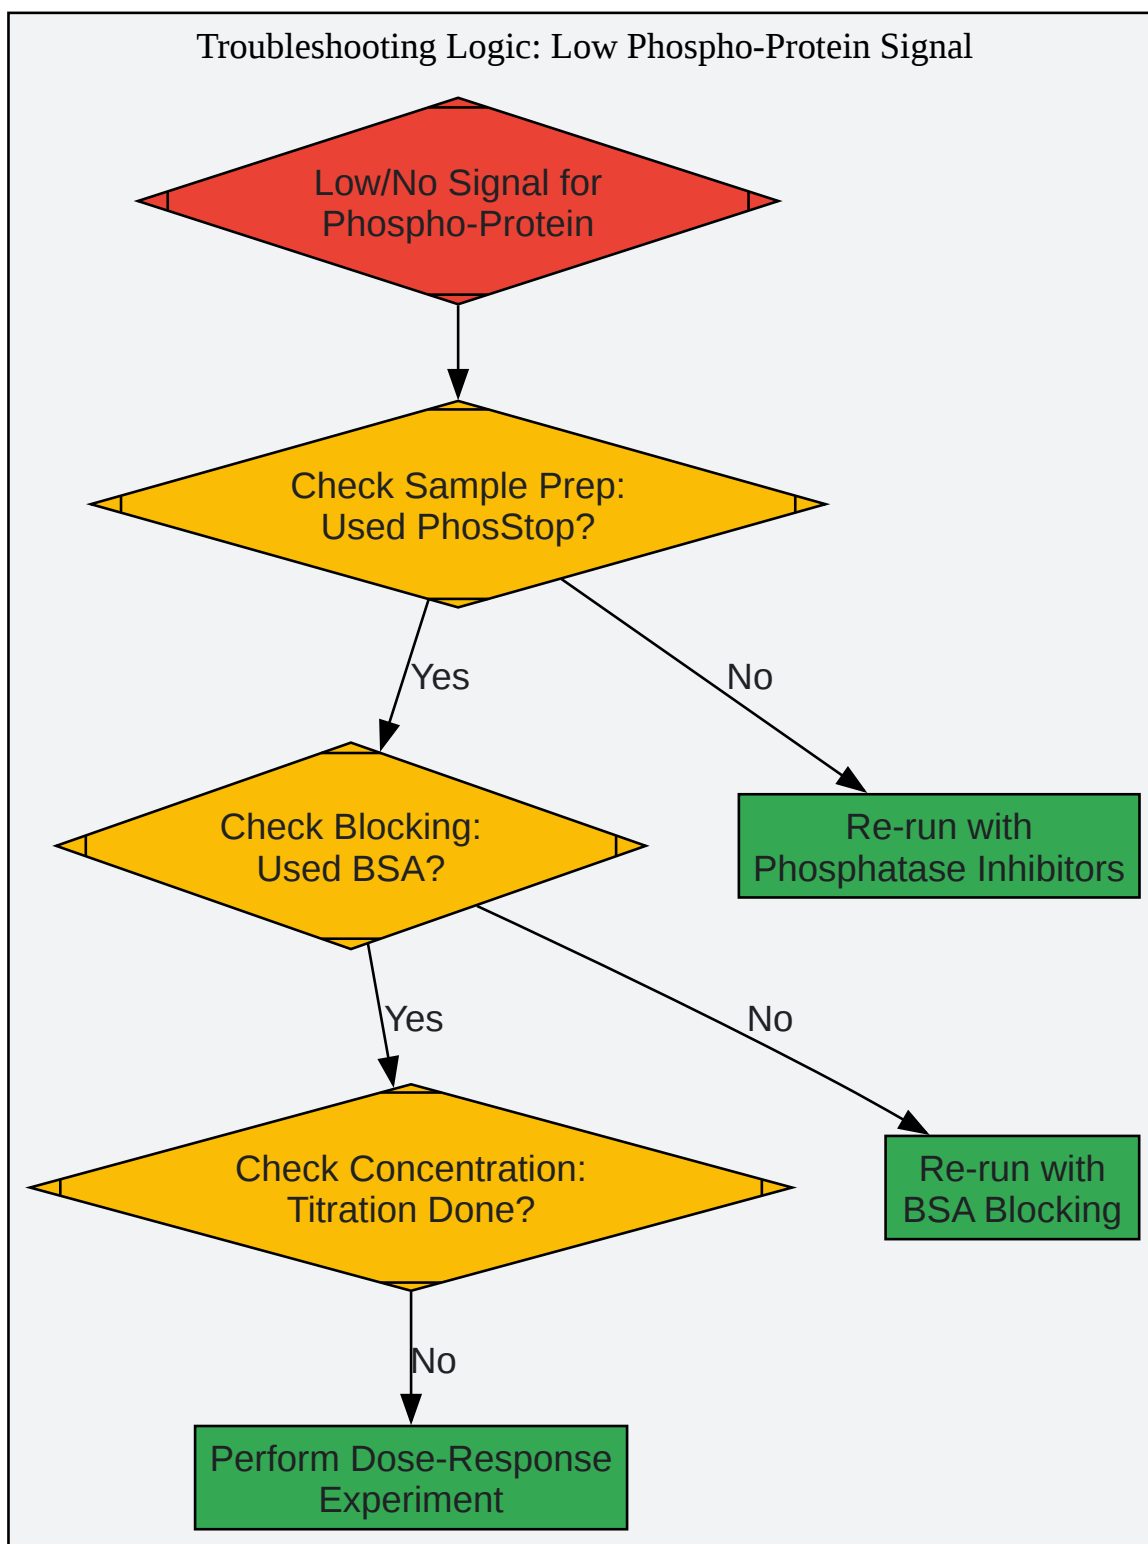 Troubleshooting Logic: Low Phospho-Protein Signal
Low/No Signal for
Phospho-Protein
Check Sample Prep:
Used PhosStop?
Yes
No
Check Blocking:
Used BSA?
Re-run with
Phosphatase Inhibitors
Yes
No
Check Concentration:
Titration Done?
Re-run with
BSA Blocking
No
Perform Dose-Response
Experiment